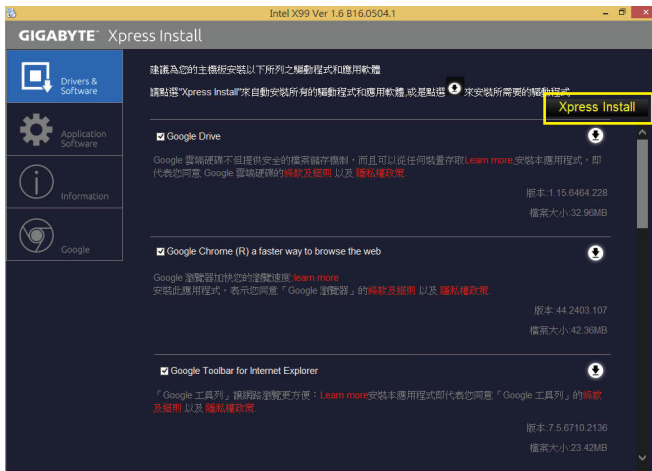 Intel X99 Ver 1.6 B16.0504.1
GIGABYTE™ Xpress Install
Drivers & Software
Application Software
Information
Google
建議為您的主機板安裝以下所列之驅動程式和應用軟體
請點選"Xpress Install"來自動安裝所有的驅動程式和應用軟體,或是點選 來安裝所需要的驅動程式
Xpress Install
Google Drive
Google 雲端硬碟不但提供安全的檔案儲存機制，而且可以從任何裝置存取Learn more,安裝本應用程式，即
代表您同意 Google 雲端硬碟的條款及細則 以及 隱私權政策.
版本:1.15.6464.228
檔案大小:32.96MB
Google Chrome (R) a faster way to browse the web
Google 瀏覽器加快您的瀏覽速度 learn more
安裝此應用程式，表示您同意「Google 瀏覽器」的條款及細則 以及 隱私權政策.
版本:44.2403.107
檔案大小:42.36MB
Google Toolbar for Internet Explorer
「Google 工具列」讓網路瀏覽更方便：Learn more安裝本應用程式即代表您同意「Google 工具列」的條款
及細則 以及 隱私權政策.
版本:7.5.6710.2136
檔案大小:23.42MB